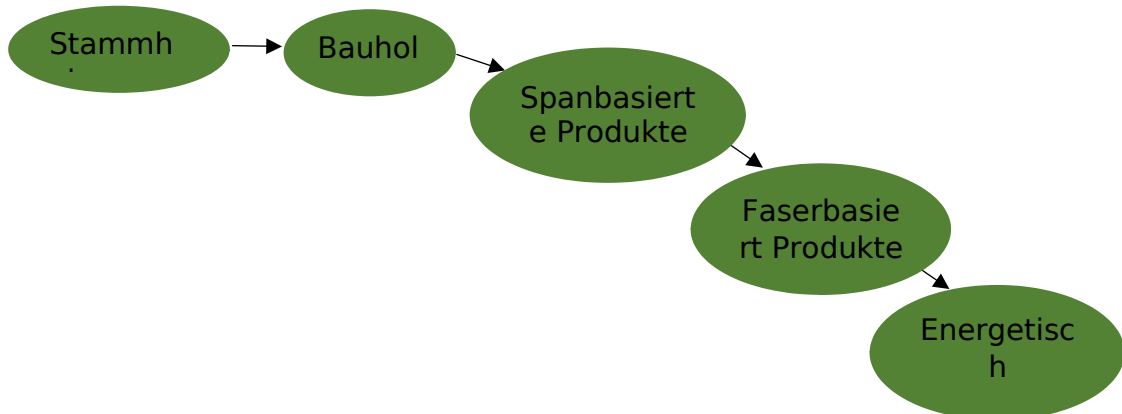 Stammh
Bauhol
Spanbasiert
e Produkte
Faserbasie
rt Produkte
Energetisc
h